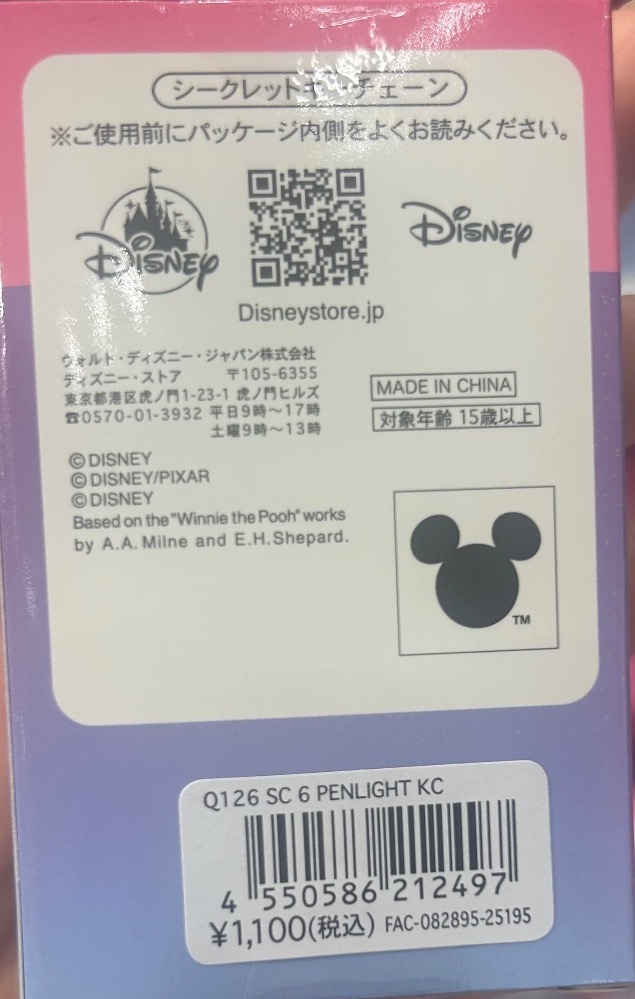 シークレットキーチェーン
※ご使用前にパッケージ内側をよくお読みください。
Disney
Disney
Disneystore.jp
ウォルト・ディズニー・ジャパン株式会社
ディズニー・ストア 〒105-6355
東京都港区虎ノ門1-23-1 虎ノ門ヒルズ
☎0570-01-3932 平日9時～17時
土曜9時～13時
MADE IN CHINA
対象年齢 15歳以上
©DISNEY
©DISNEY/PIXAR
©DISNEY
Based on the "Winnie the Pooh" works
by A.A. Milne and E.H. Shepard.
TM
Q126 SC 6 PENLIGHT KC
4 550586 212497
¥1,100(税込) FAC-082895-25195